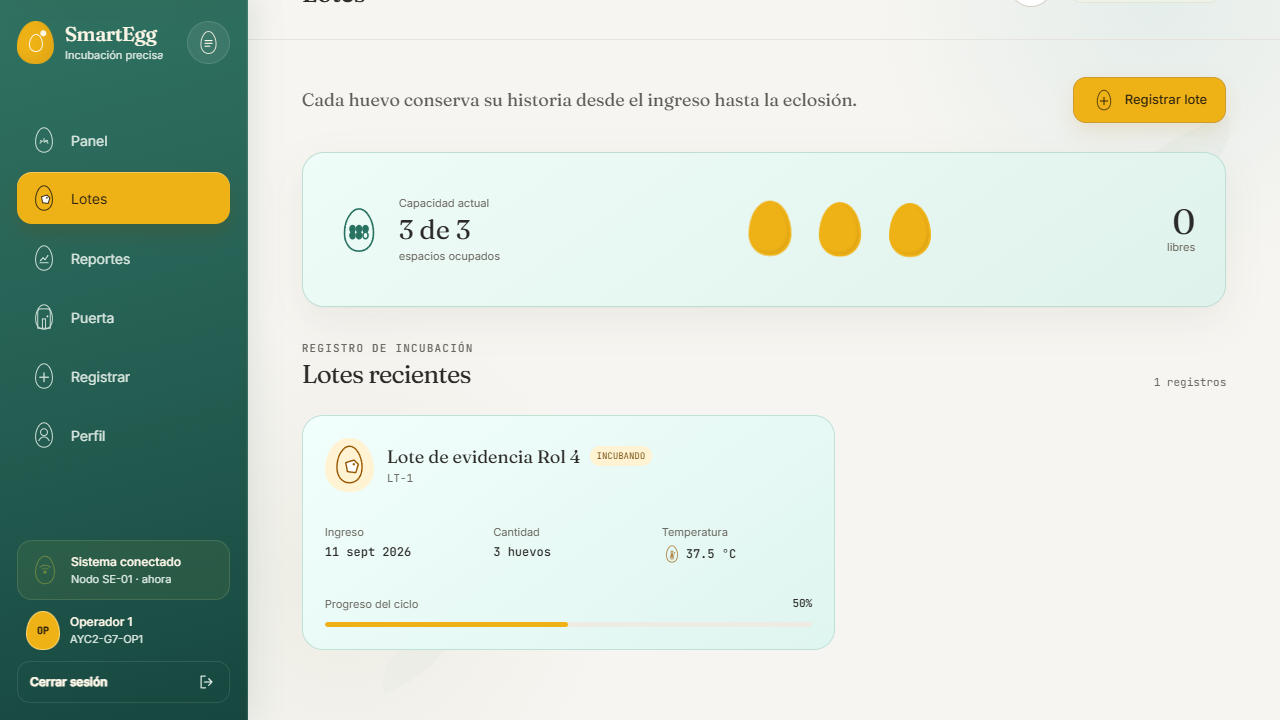 SmartEgg
Incubación precisa
Panel
Lotes
Reportes
Puerta
Registrar
Perfil
Sistema conectado
Nodo SE-01 · ahora
OP
Operador 1
AYC2-G7-OP1
Cerrar sesión
Lotes
Cada huevo conserva su historia desde el ingreso hasta la eclosión.
Registrar lote
Capacidad actual
3 de 3
espacios ocupados
0
libres
REGISTRO DE INCUBACIÓN
Lotes recientes
1 registros
Lote de evidencia Rol 4
INCUBANDO
LT-1
Ingreso
11 sept 2026
Cantidad
3 huevos
Temperatura
37.5 °C
Progreso del ciclo
50%